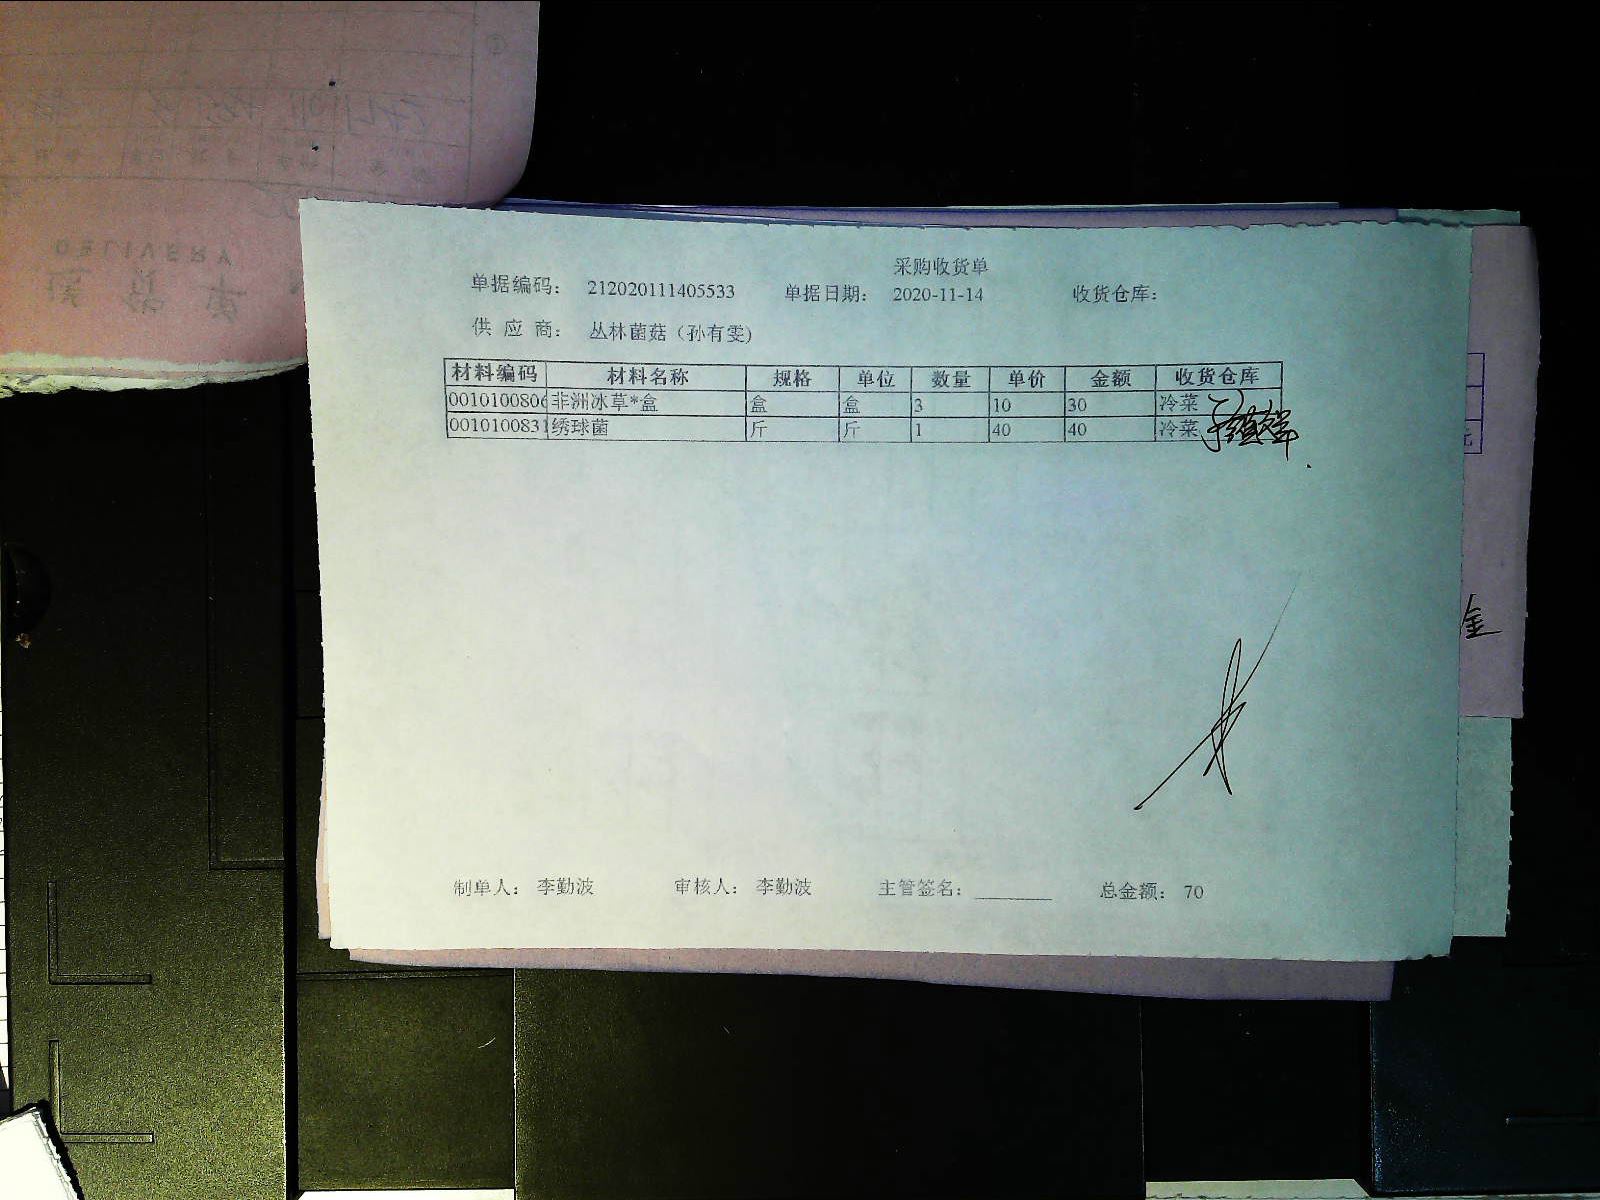 采购收货单
单据编码： 212020111405533 单据日期： 2020-11-14 收货仓库：
供 应 商： 丛林菌菇（孙有雯)
材料编码 材料名称 规格 单位 数量 单价 金额 收货仓库
0010100806 非洲冰草*盒 盒 盒 3 10 30 冷菜
0010100831 绣球菌 斤 斤 1 40 40 冷菜
制单人： 李勤波 审核人： 李勤波 主管签名： 总金额： 70
金
DELIVERY